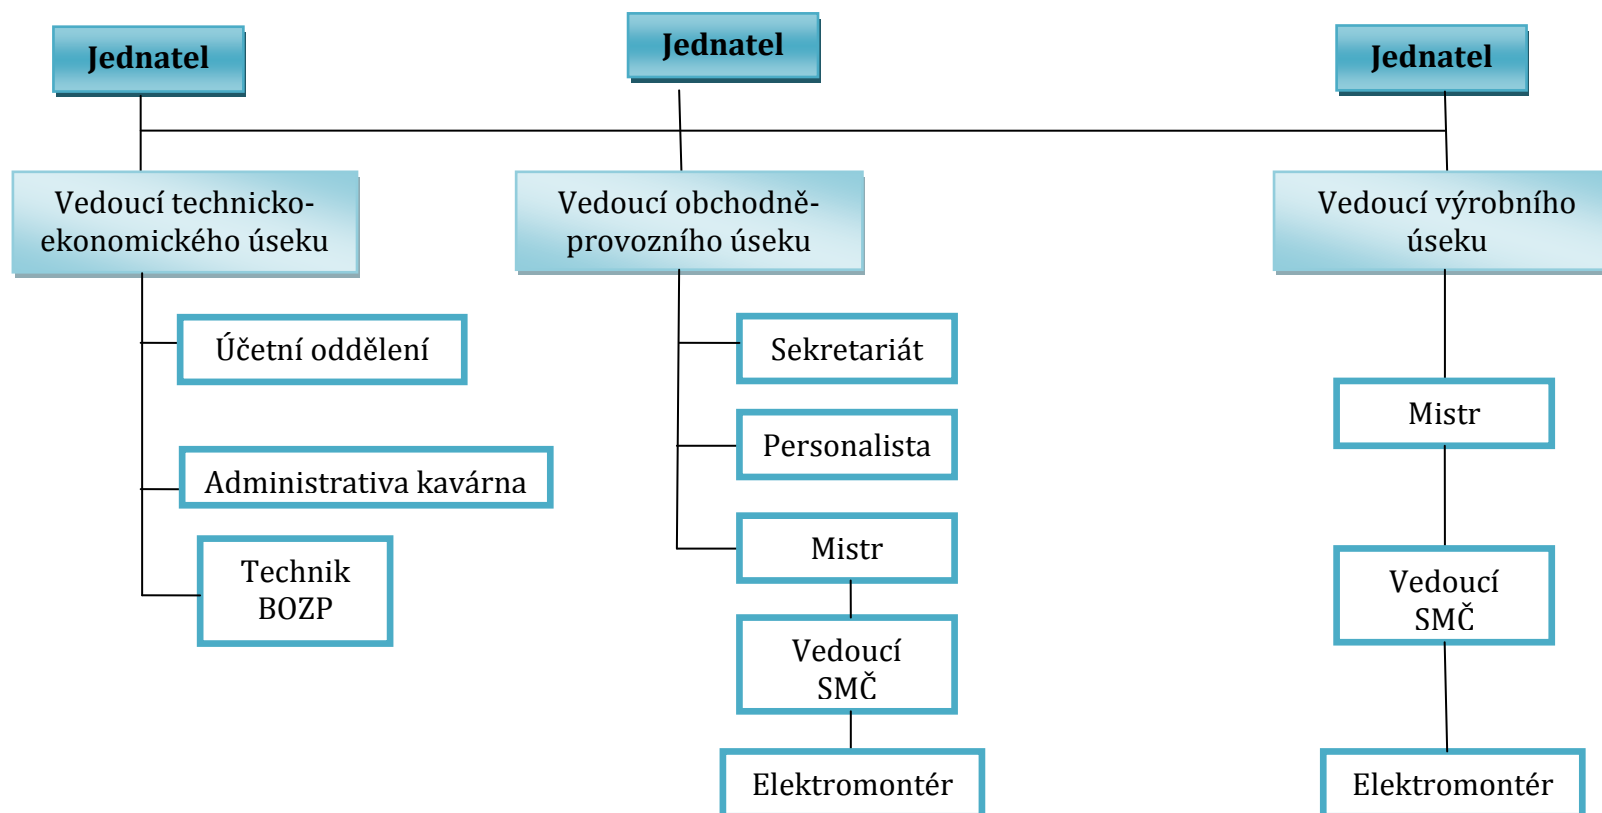 Jednatel
Jednatel
Jednatel
Vedoucí technicko-
ekonomického úseku
Vedoucí obchodně-
provozního úseku
Vedoucí výrobního
úseku
Účetní oddělení
Administrativa kavárna
Technik
BOZP
Sekretariát
Personalista
Mistr
Vedoucí
SMČ
Elektromontér
Mistr
Vedoucí
SMČ
Elektromontér